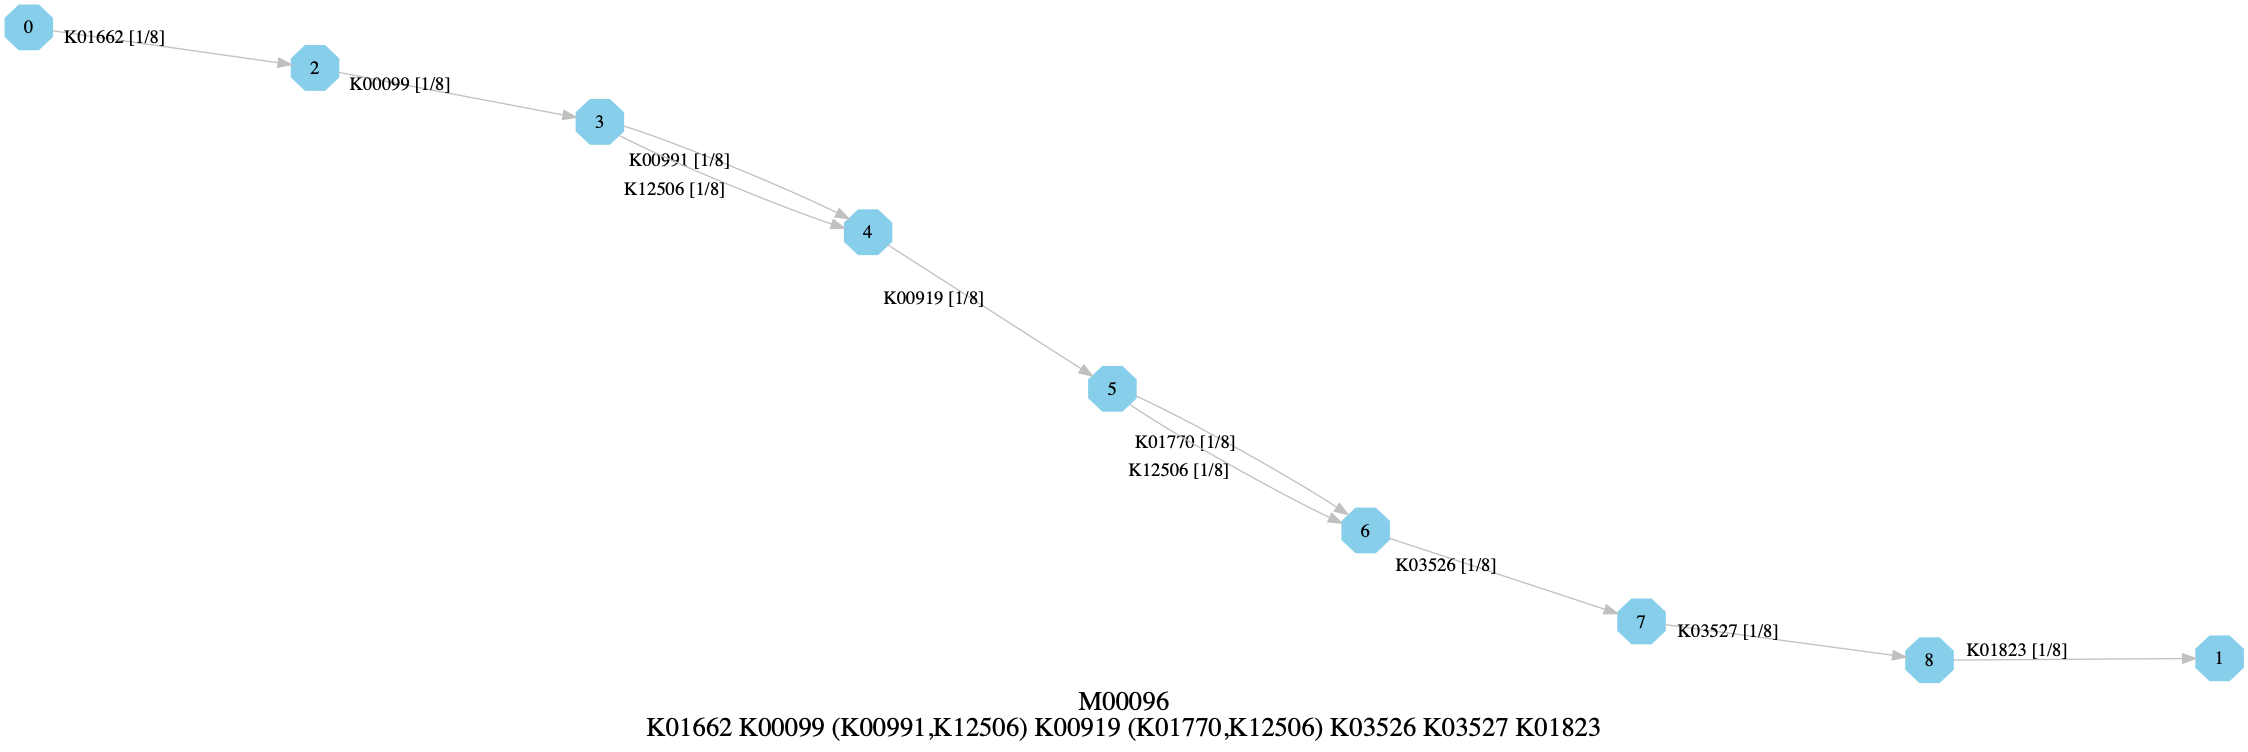 0
K01662 [1/8]
2
K00099 [1/8]
3
K00991 [1/8]
K12506 [1/8]
4
K00919 [1/8]
5
K01770 [1/8]
K12506 [1/8]
6
K03526 [1/8]
7
K03527 [1/8]
8
K01823 [1/8]
1
M00096
K01662 K00099 (K00991,K12506) K00919 (K01770,K12506) K03526 K03527 K01823